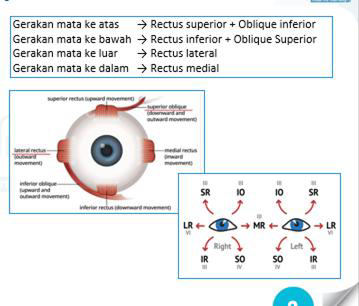 Gerakan mata ke atas → Rectus superior + Oblique inferior
Gerakan mata ke bawah → Rectus inferior + Oblique Superior
Gerakan mata ke luar → Rectus lateral
Gerakan mata ke dalam → Rectus medial
superior rectus (upward movement)
superior oblique
(downward and
outward movement)
lateral rectus
(outward
movement)
medial rectus
(inward
movement)
inferior oblique
(upward and
outward movement)
inferior rectus (downward movement)
III III III III
SR IO IO SR
III
LR MR LR
VI VI
Right Left
IR SO SO IR
III IV IV III